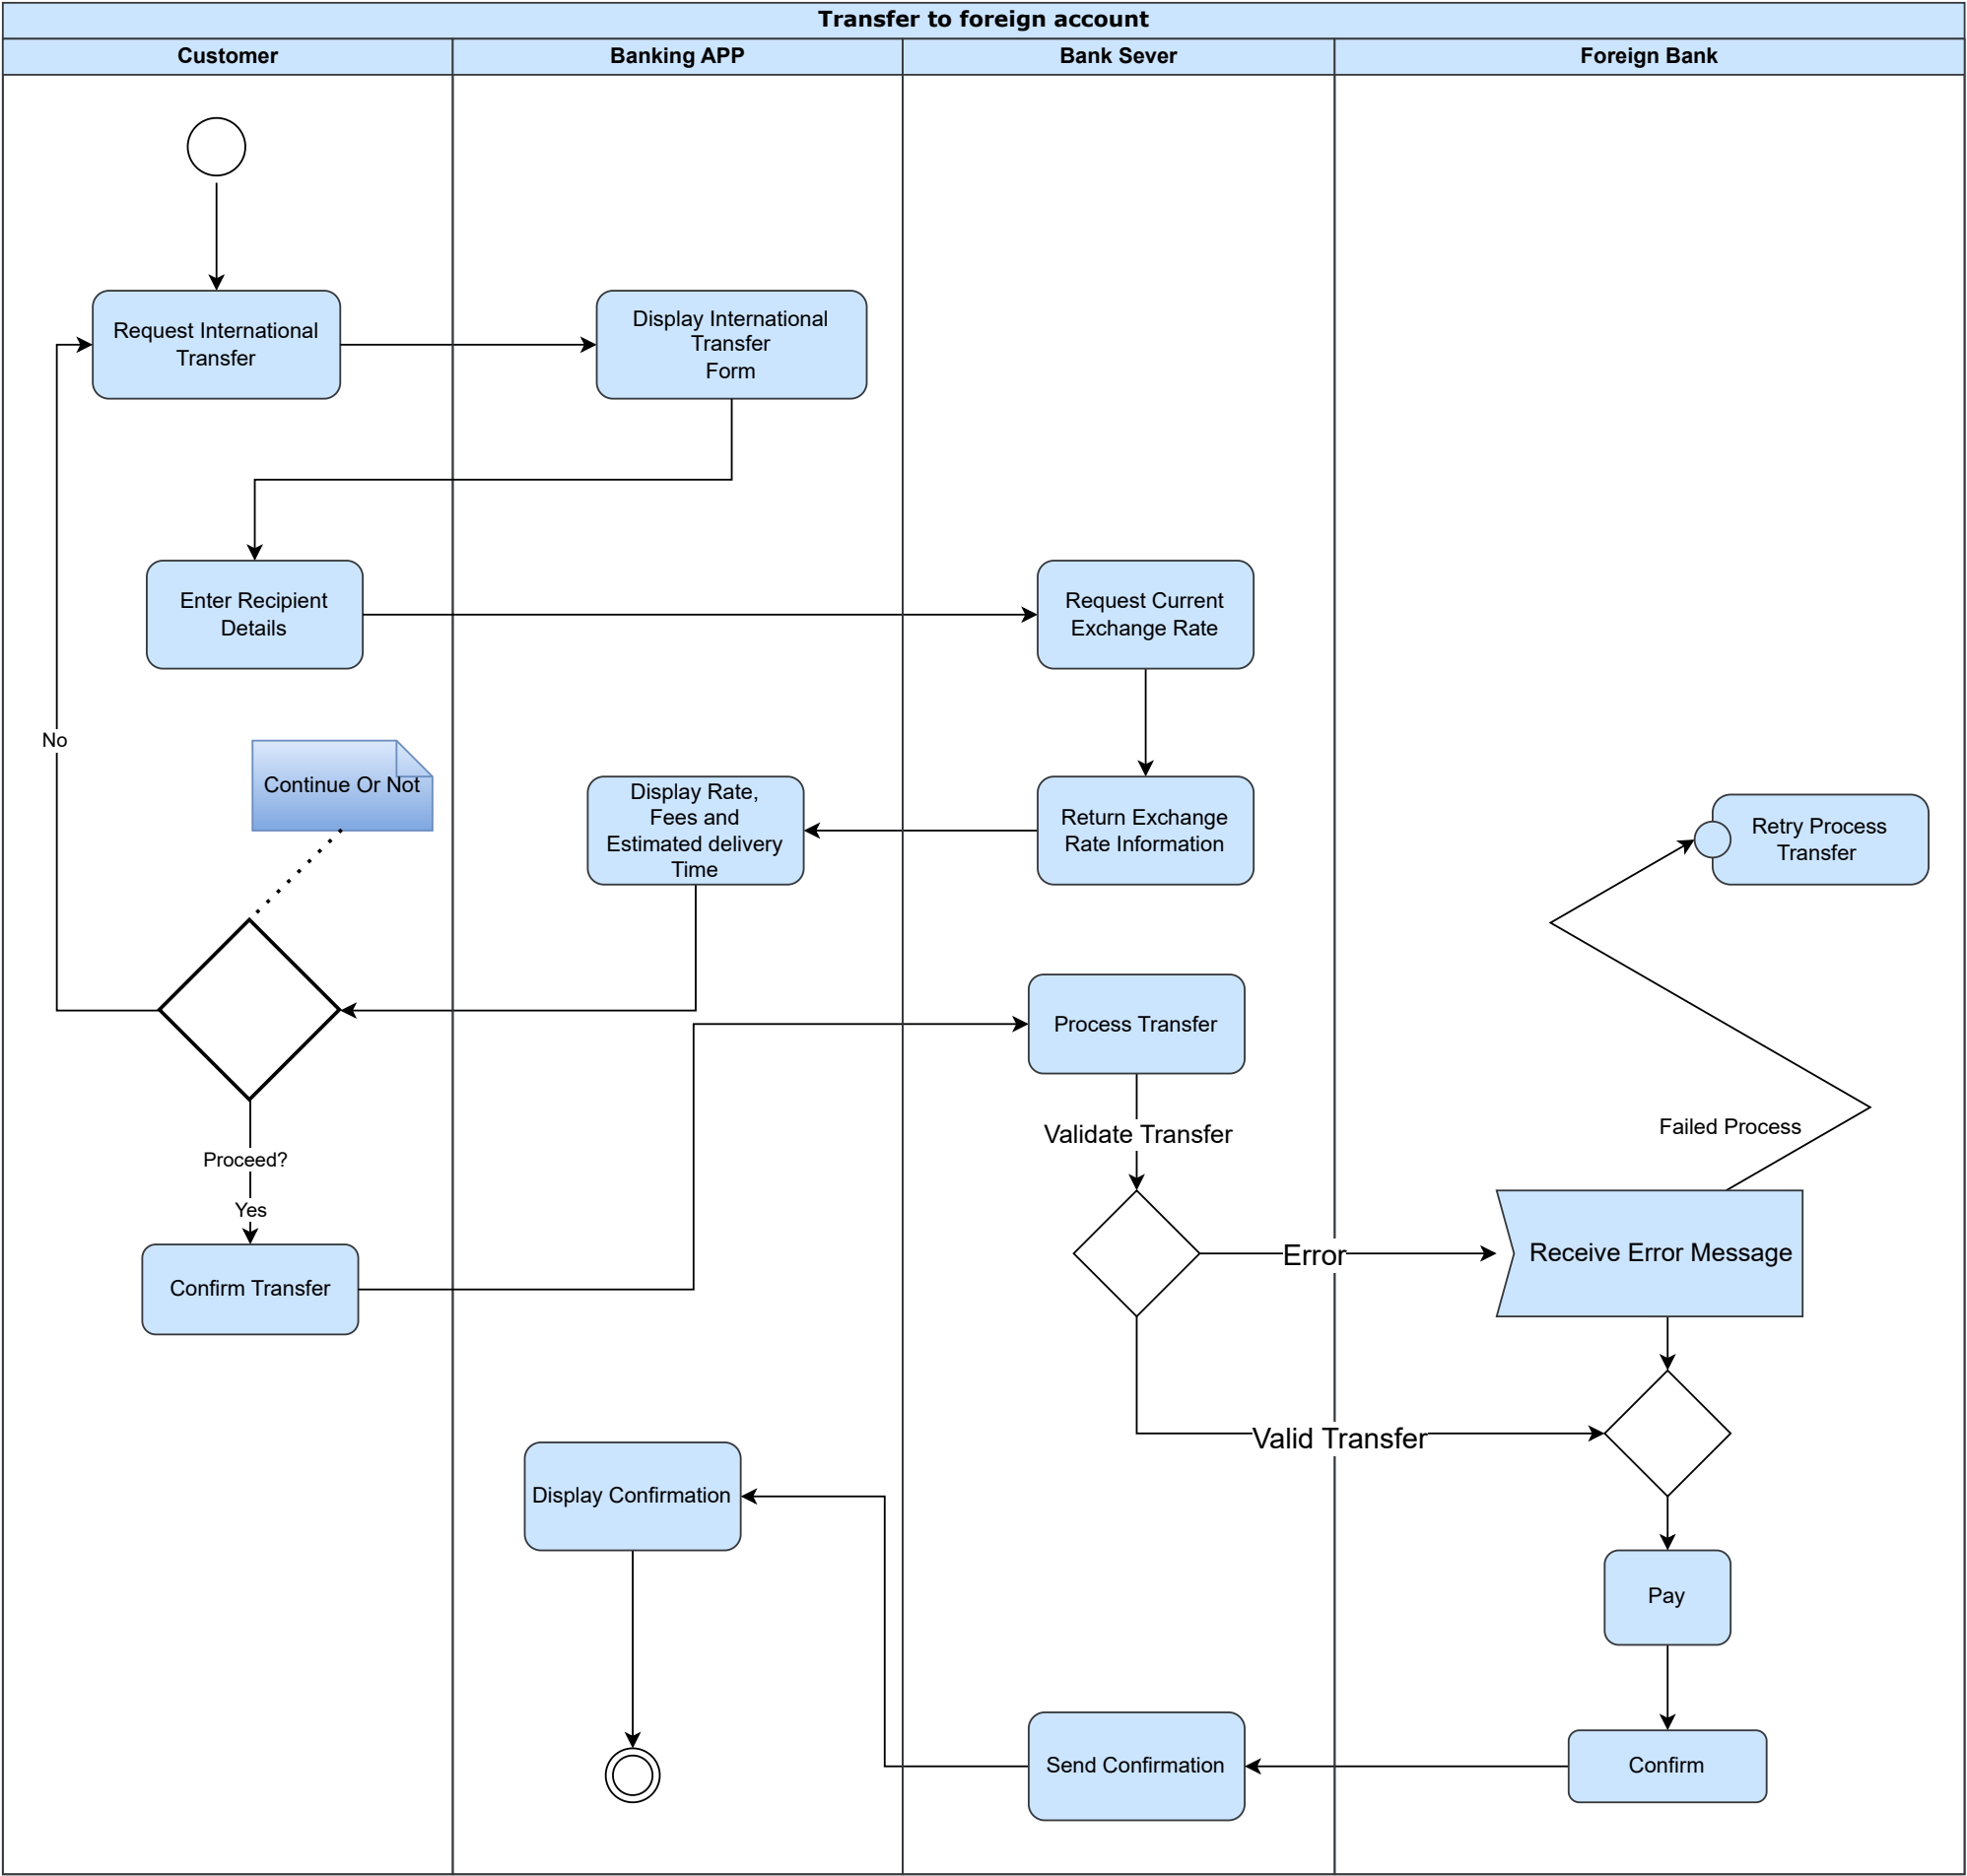 Transfer to foreign account
Customer
Banking APP
Bank Sever
Foreign Bank
Request International
Transfer
Display International
Transfer
Form
Enter Recipient
Details
Request Current
Exchange Rate
No
Continue Or Not
Display Rate,
Fees and
Estimated delivery
Time
Return Exchange
Rate Information
Retry Process
Transfer
Process Transfer
Validate Transfer
Failed Process
Proceed?
Yes
Confirm Transfer
Error
Receive Error Message
Valid Transfer
Display Confirmation
Pay
Send Confirmation
Confirm